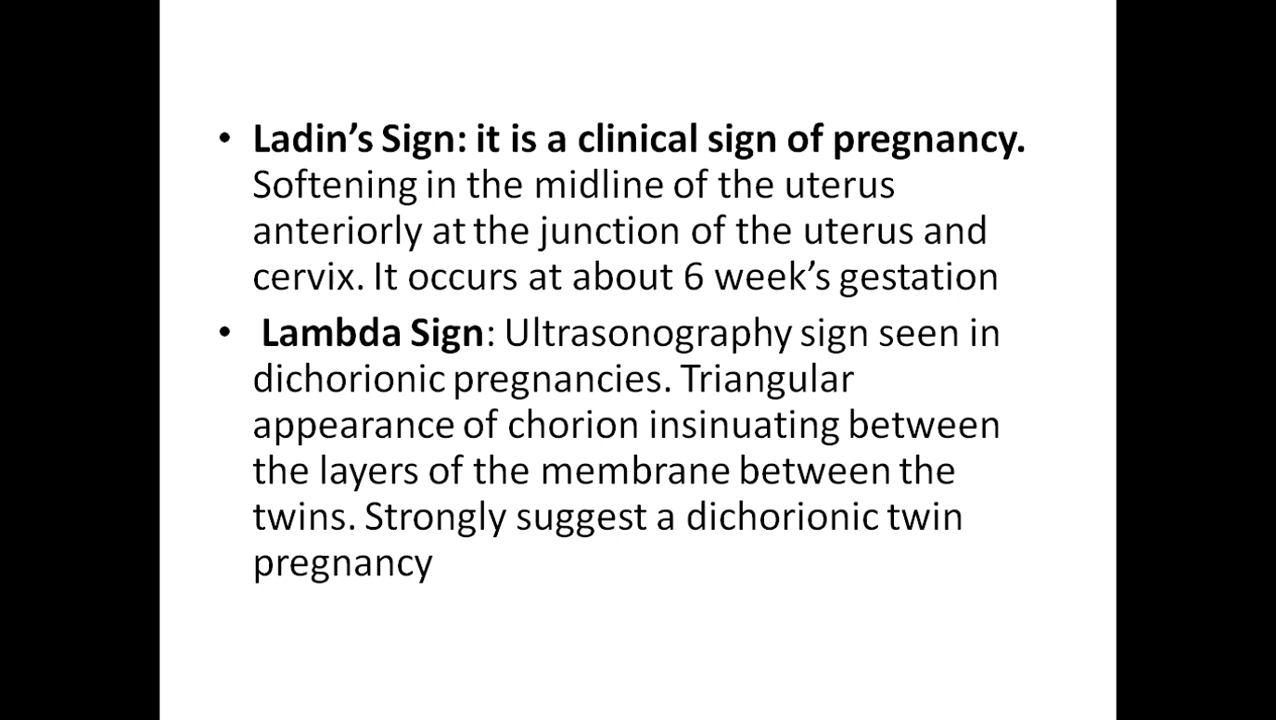 • Ladin’s Sign: it is a clinical sign of pregnancy.
Softening in the midline of the uterus
anteriorly at the junction of the uterus and
cervix. It occurs at about 6 week’s gestation
• Lambda Sign: Ultrasonography sign seen in
dichorionic pregnancies. Triangular
appearance of chorion insinuating between
the layers of the membrane between the
twins. Strongly suggest a dichorionic twin
pregnancy